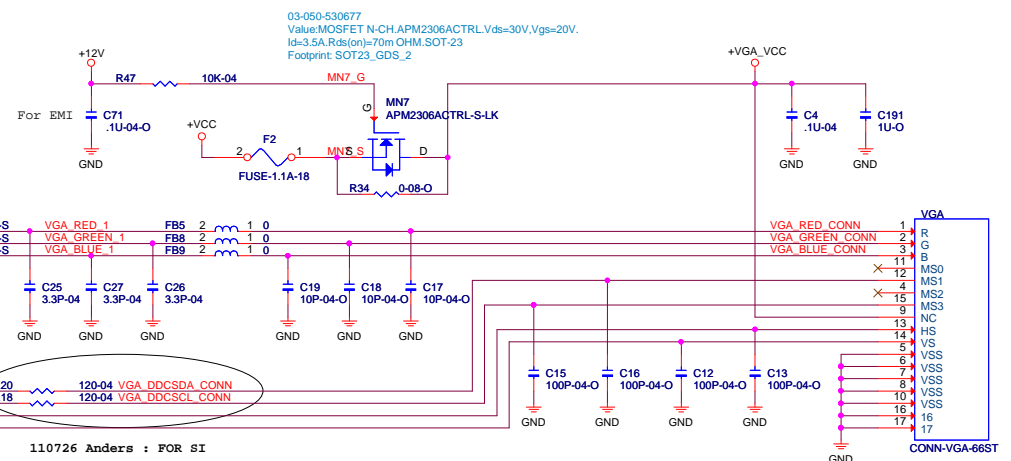 03-050-530677
Value:MOSFET N-CH.APM2306ACTRL.Vds=30V,Vgs=20V.
Id=3.5A.Rds(on)=70m OHM.SOT-23
Footprint: SOT23_GDS_2
+12V
+VGA_VCC
R47 10K-04 MN7_G
G
MN7
APM2306ACTRL-S-LK
For EMI
C71
.1U-04-O
GND
+VCC
F2
2 1
FUSE-1.1A-18
S
D
R34 0-08-O
C4
.1U-04
GND
C191
1U-O
GND
VGA
-S VGA_RED_1 FB5 2 1 0 VGA_RED_CONN 1 R
-S VGA_GREEN_1 FB8 2 1 0 VGA_GREEN_CONN 2 G
-S VGA_BLUE_1 FB9 2 1 0 VGA_BLUE_CONN 3 B
11 MS0
12 MS1
4 MS2
15 MS3
9 NC
13 HS
14 VS
5 VSS
6 VSS
7 VSS
8 VSS
10 VSS
16 16
17 17
C25
3.3P-04
GND
C27
3.3P-04
GND
C26
3.3P-04
GND
C19
10P-04-O
GND
C18
10P-04-O
GND
C17
10P-04-O
GND
C15
100P-04-O
GND
C16
100P-04-O
GND
C12
100P-04-O
GND
C13
100P-04-O
GND
20 120-04 VGA_DDCSDA_CONN
18 120-04 VGA_DDCSCL_CONN
110726 Anders : FOR SI
CONN-VGA-66ST
GND